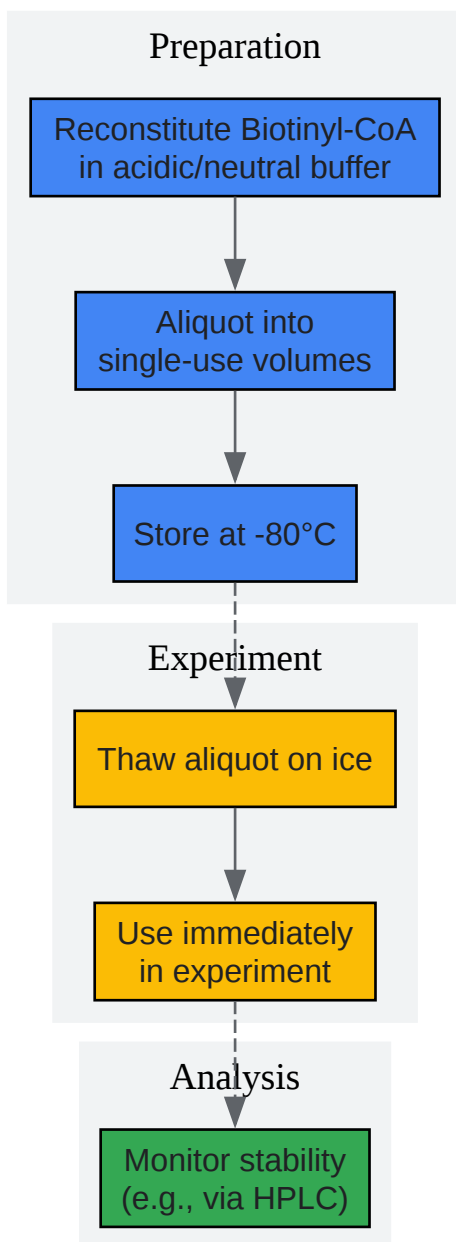 Preparation
Reconstitute Biotinyl-CoA
in acidic/neutral buffer
Aliquot into
single-use volumes
Store at -80°C
Experiment
Thaw aliquot on ice
Use immediately
in experiment
Analysis
Monitor stability
(e.g., via HPLC)